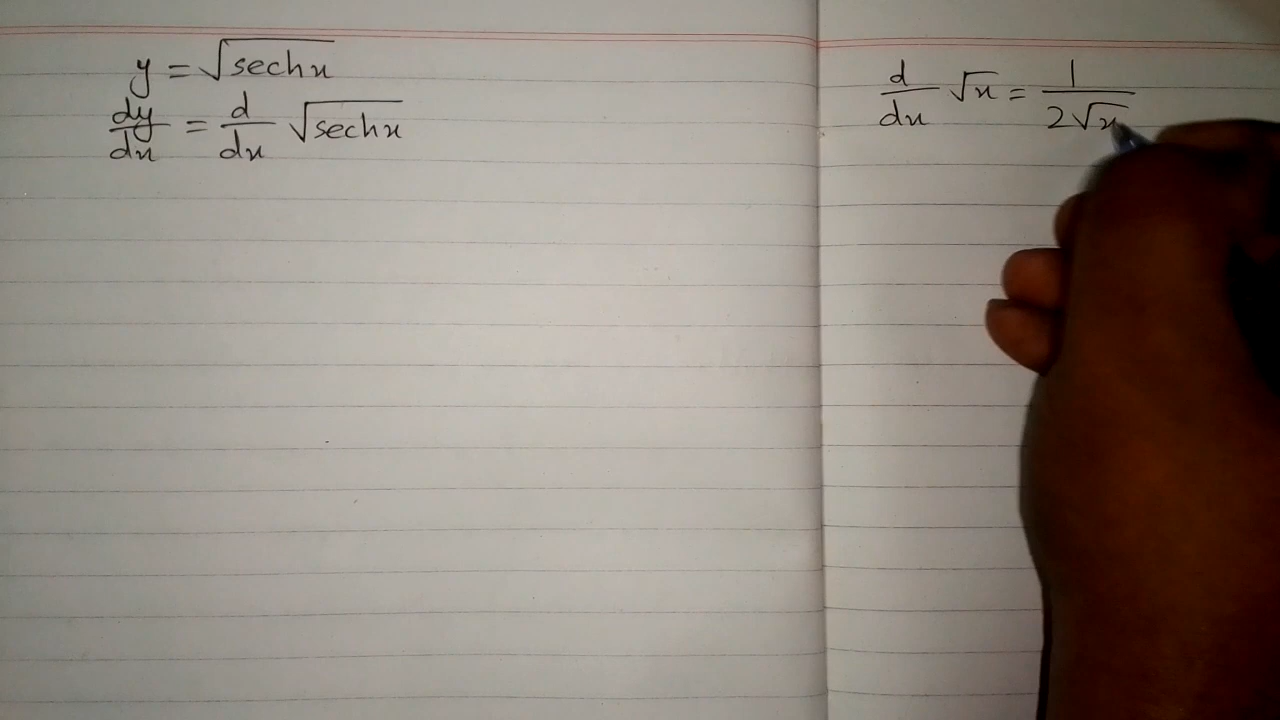 y = √sechx
dy/dx = d/dx √sechx
d/dx √x = 1/2√x